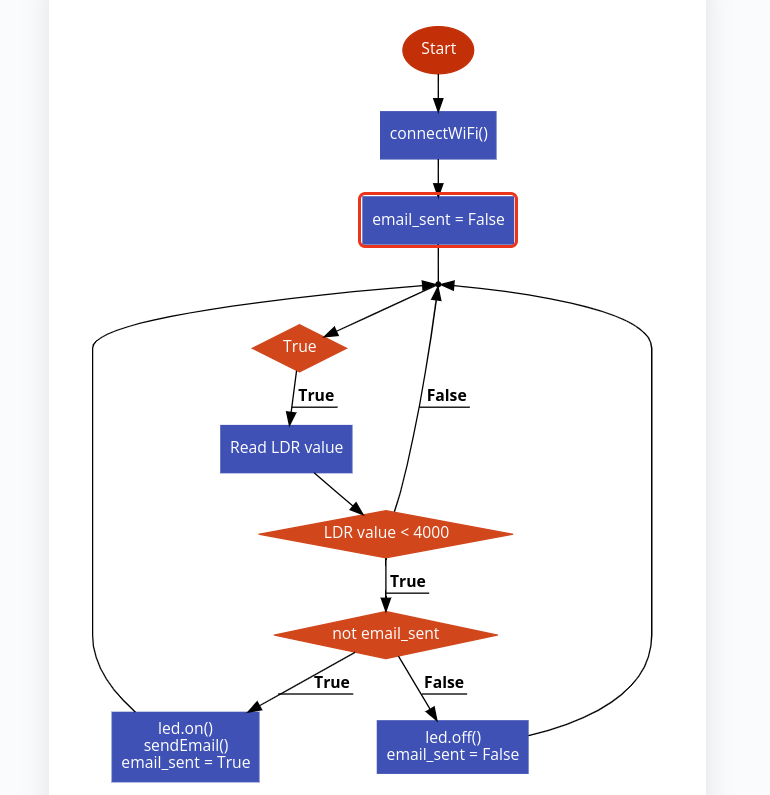 Start
connectWiFi()
email_sent = False
True
True
False
Read LDR value
LDR value < 4000
True
not email_sent
True
False
led.on()
sendEmail()
email_sent = True
led.off()
email_sent = False